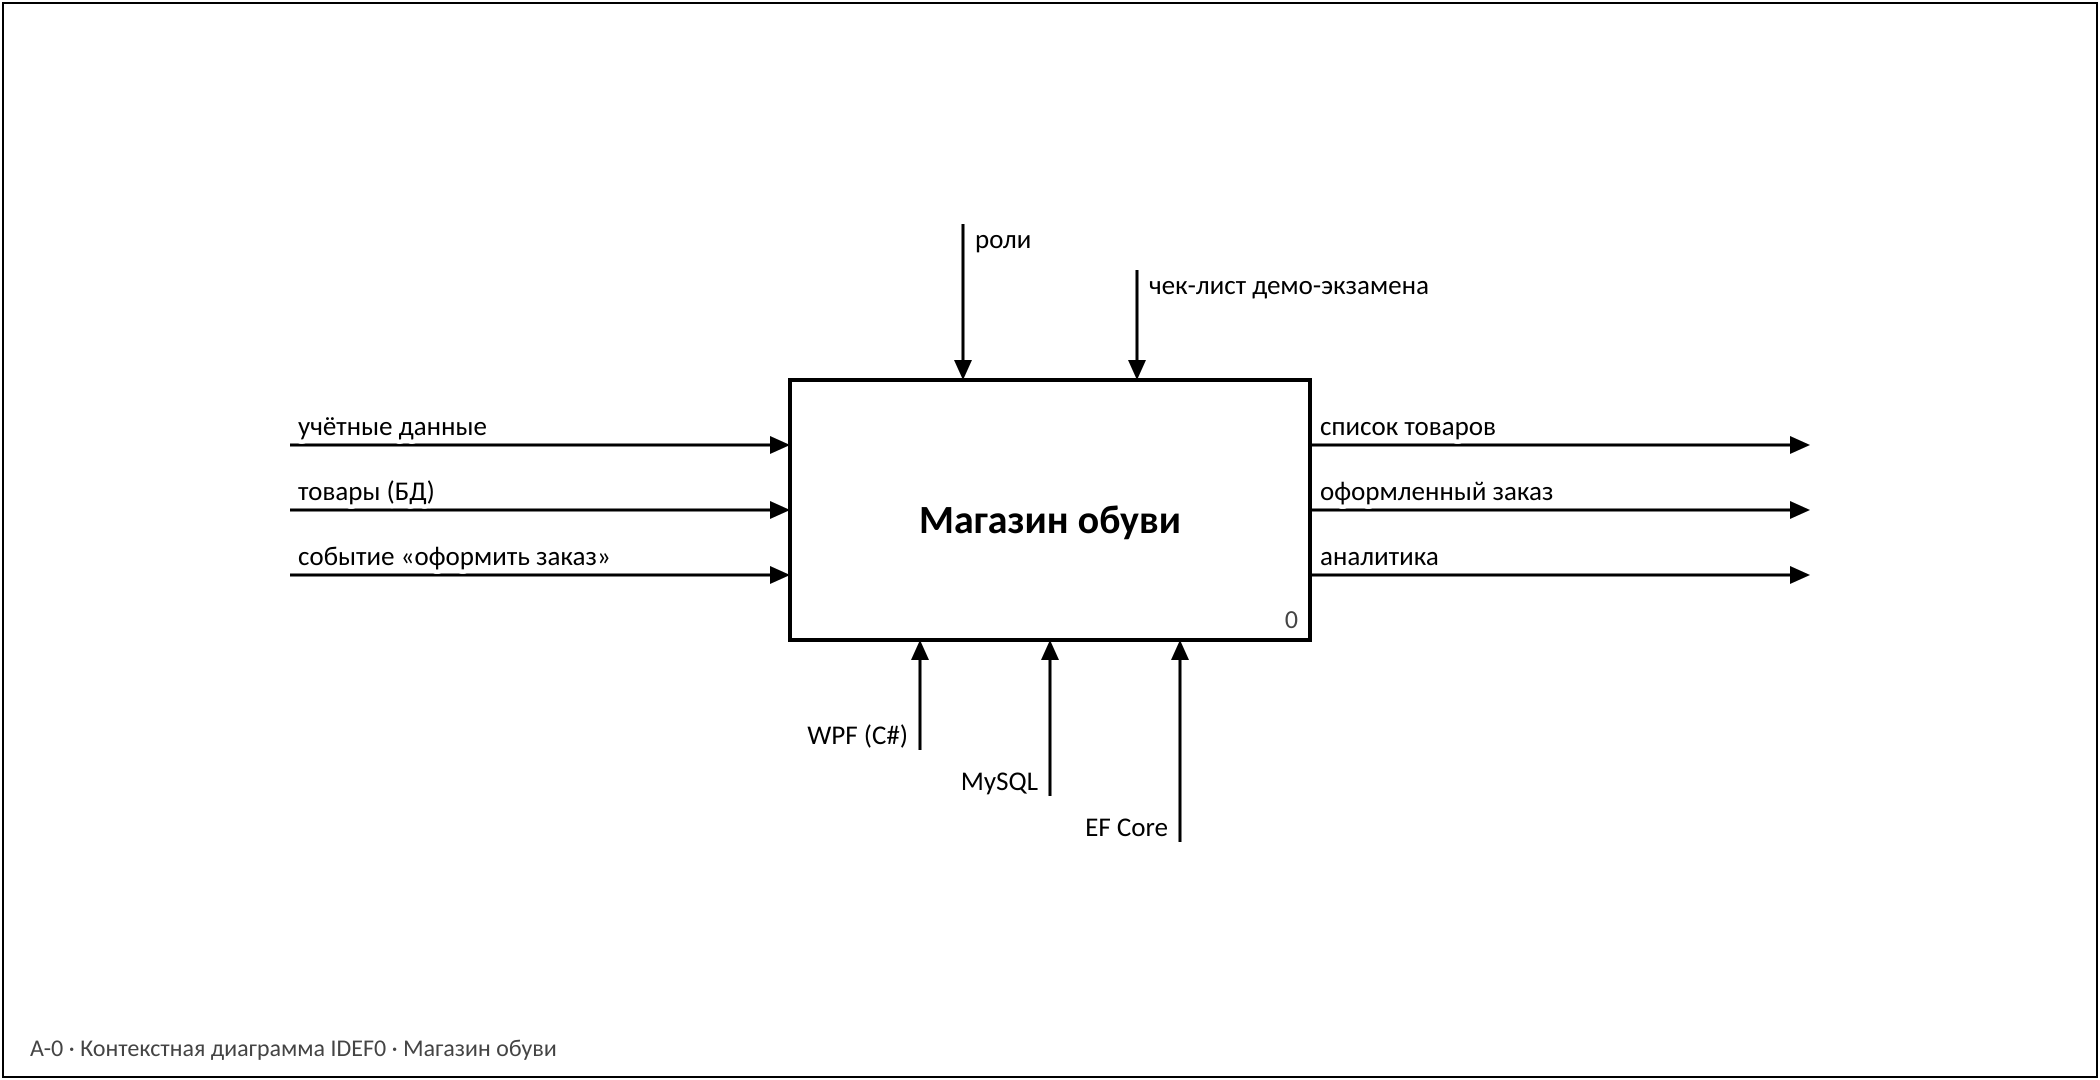 роли
чек-лист демо-экзамена
учётные данные
список товаров
товары (БД)
оформленный заказ
Магазин обуви
событие «оформить заказ»
аналитика
0
WPF (C#)
MySQL
EF Core
A-0 · Контекстная диаграмма IDEF0 · Магазин обуви